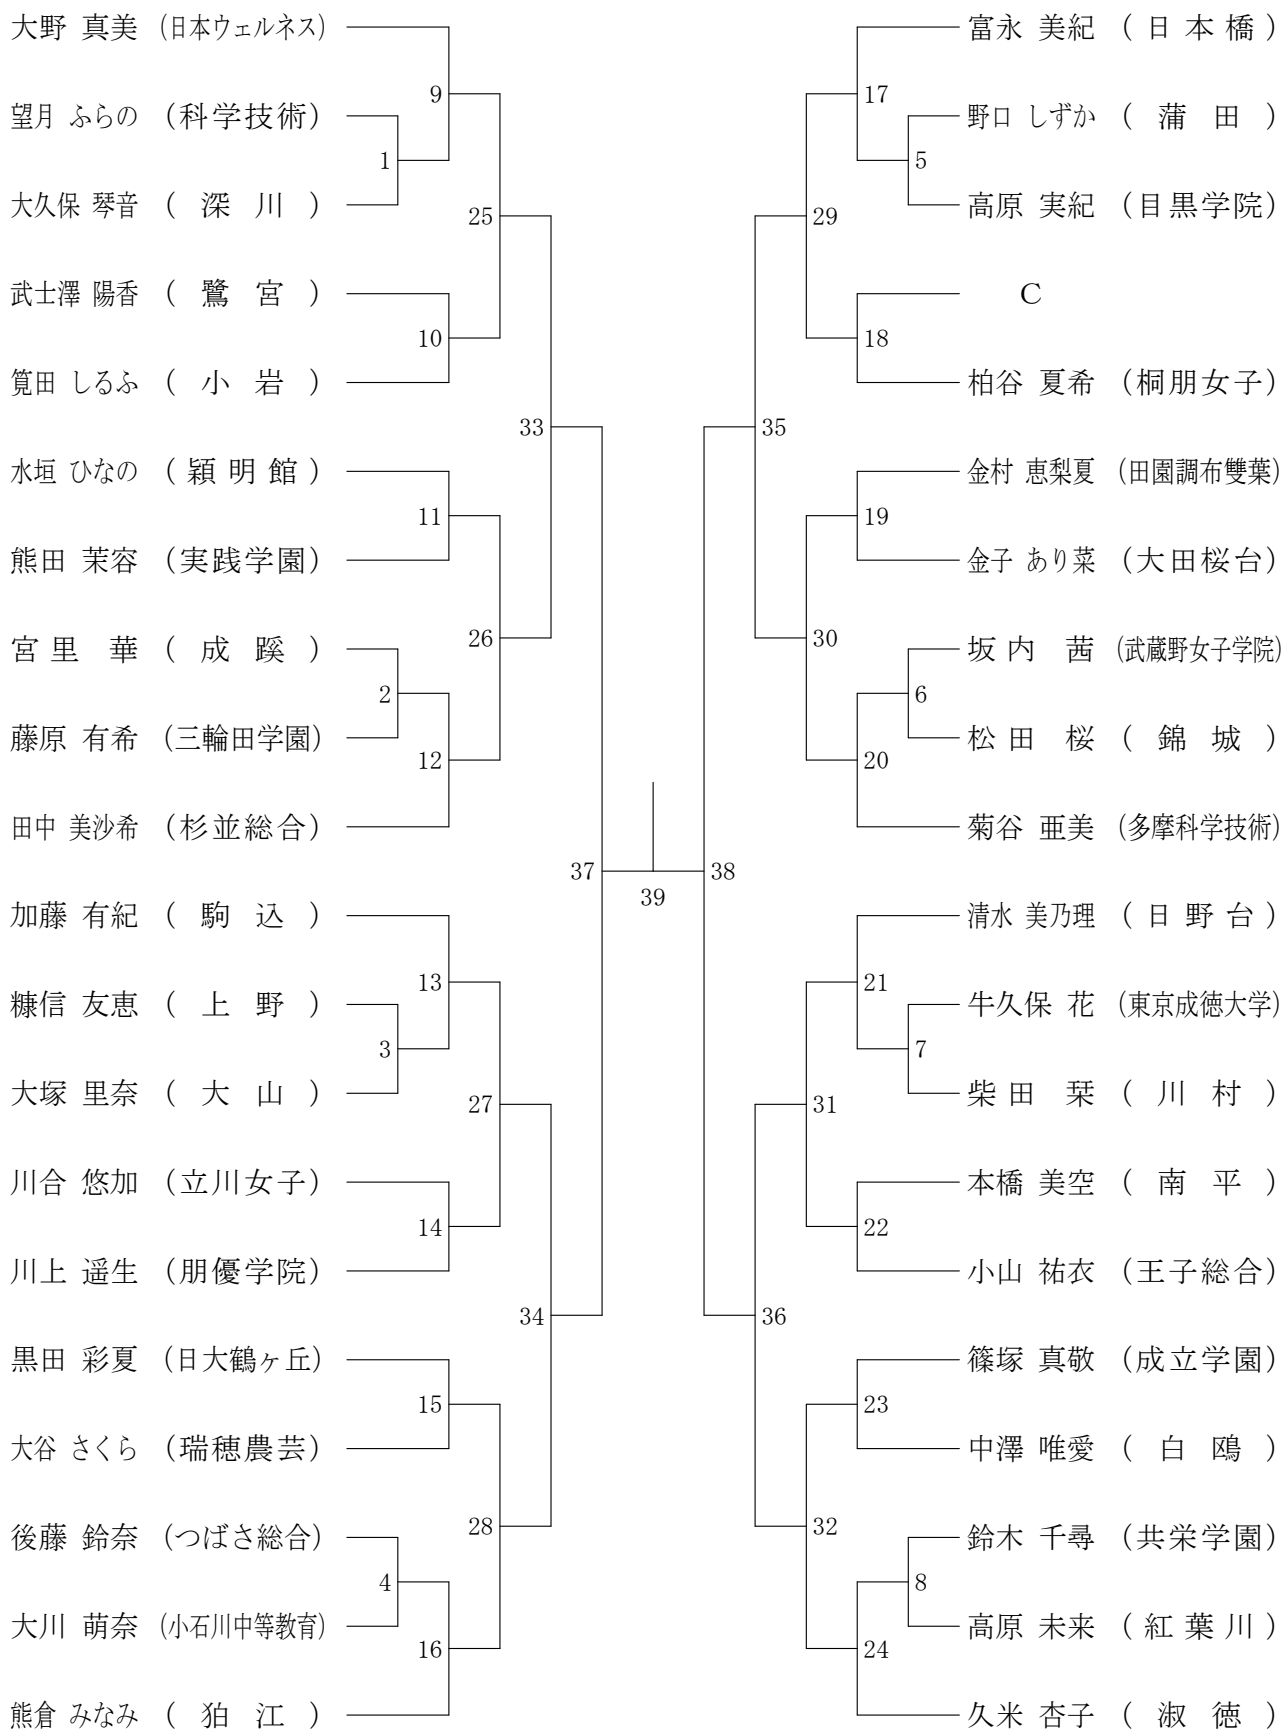 大野 真美 (日本ウェルネス)
望月 ふらの (科学技術)
大久保 琴音 ( 深 川 )
武士澤 陽香 ( 鷺 宮 )
筧田 しるふ ( 小 岩 )
水垣 ひなの ( 穎 明 館 )
熊田 茉容 (実践学園)
宮 里 華 ( 成 蹊 )
藤原 有希 (三輪田学園)
田中 美沙希 (杉並総合)
加藤 有紀 ( 駒 込 )
糠信 友恵 ( 上 野 )
大塚 里奈 ( 大 山 )
川合 悠加 (立川女子)
川上 遥生 (朋優学院)
黒田 彩夏 (日大鶴ヶ丘)
大谷 さくら (瑞穂農芸)
後藤 鈴奈 (つばさ総合)
大川 萌奈 (小石川中等教育)
熊倉 みなみ ( 狛 江 )
1
2
3
4
9
10
11
12
13
14
15
16
25
26
27
28
33
34
37
39
38
35
36
29
30
31
32
17
18
19
20
21
22
23
24
5
6
7
8
富永 美紀 ( 日 本 橋 )
野口 しずか ( 蒲 田 )
高原 実紀 (目黒学院)
C
柏谷 夏希 (桐朋女子)
金村 恵梨夏 (田園調布雙葉)
金子 あり菜 (大田桜台)
坂 内 茜 (武蔵野女子学院)
松 田 桜 ( 錦 城 )
菊谷 亜美 (多摩科学技術)
清水 美乃理 ( 日 野 台 )
牛久保 花 (東京成徳大学)
柴 田 栞 ( 川 村 )
本橋 美空 ( 南 平 )
小山 祐衣 (王子総合)
篠塚 真敬 (成立学園)
中澤 唯愛 ( 白 鴎 )
鈴木 千尋 (共栄学園)
高原 未来 ( 紅 葉 川 )
久米 杏子 ( 淑 徳 )